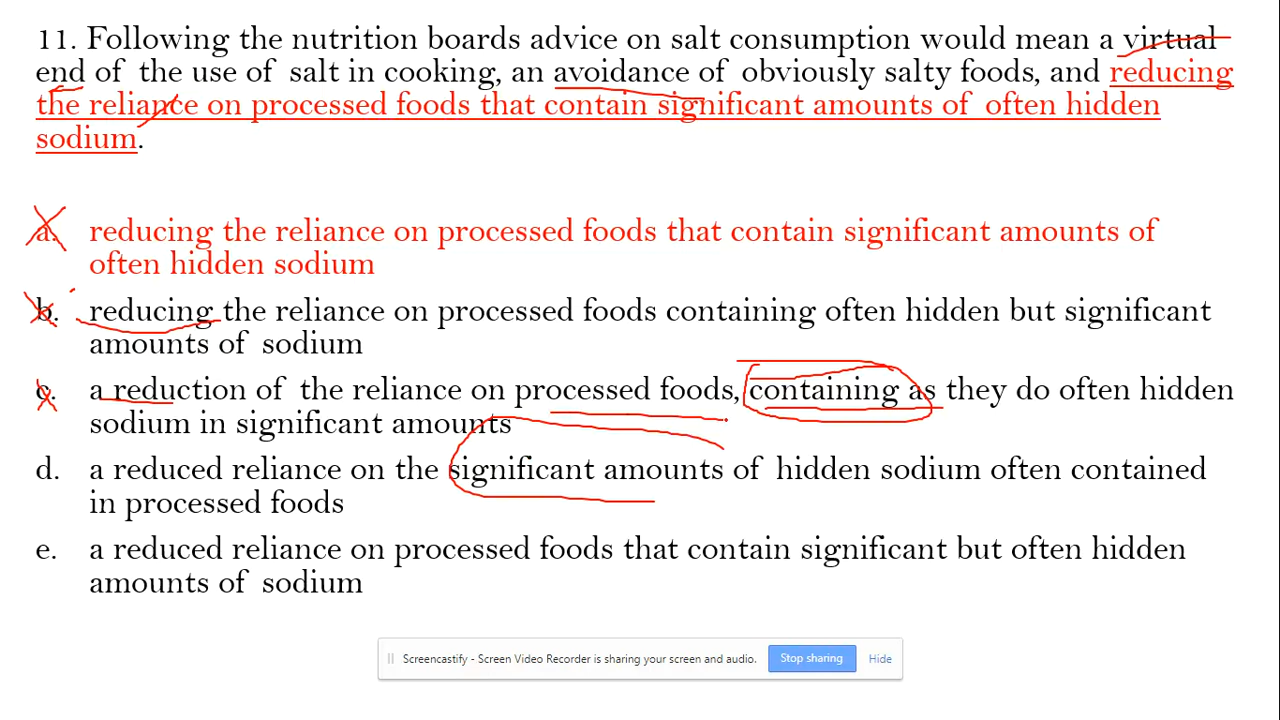 11. Following the nutrition boards advice on salt consumption would mean a virtual
end of the use of salt in cooking, an avoidance of obviously salty foods, and reducing
the reliance on processed foods that contain significant amounts of often hidden
sodium.
a. reducing the reliance on processed foods that contain significant amounts of
often hidden sodium
b. reducing the reliance on processed foods containing often hidden but significant
amounts of sodium
c. a reduction of the reliance on processed foods, containing as they do often hidden
sodium in significant amounts
d. a reduced reliance on the significant amounts of hidden sodium often contained
in processed foods
e. a reduced reliance on processed foods that contain significant but often hidden
amounts of sodium
Screencastify - Screen Video Recorder is sharing your screen and audio. Stop sharing Hide